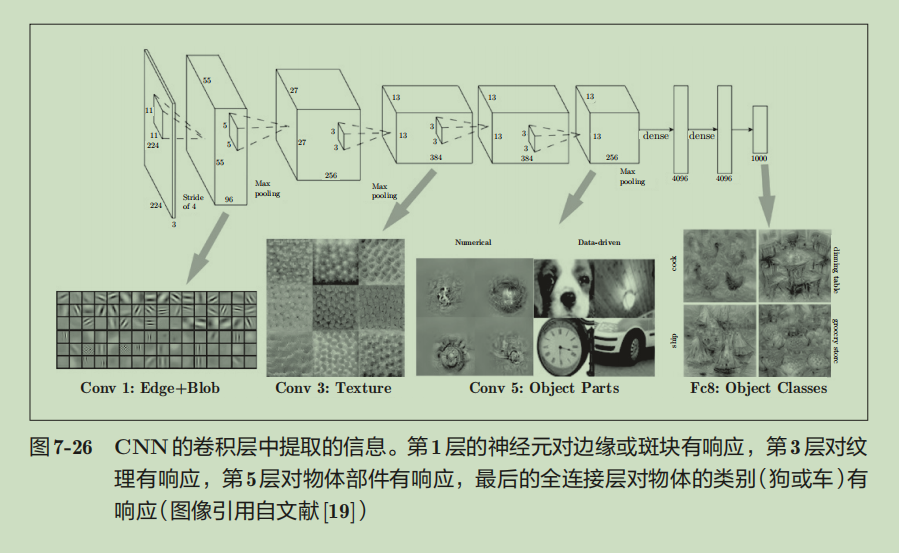 55
27
13
13
13
11
5
3
3
3
11
5
27
3
13
3
13
3
13
224
55
256
384
384
256
dense
dense
1000
4096
4096
224
Stride
of 4
96
3
Max
pooling
Max
pooling
Max
pooling
Numerical
Data-driven
cock
dinning table
ship
grocery store
Conv 1: Edge+Blob
Conv 3: Texture
Conv 5: Object Parts
Fc8: Object Classes
图7-26 CNN的卷积层中提取的信息。第1层的神经元对边缘或斑块有响应，第3层对纹
理有响应，第5层对物体部件有响应，最后的全连接层对物体的类别（狗或车）有
响应（图像引用自文献[19]）